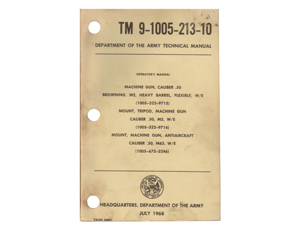 TM 9-1005-213-10
DEPARTMENT OF THE ARMY TECHNICAL MANUAL
OPERATOR'S MANUAL
MACHINE GUN, CALIBER .50
BROWNING, M2, HEAVY BARREL, FLEXIBLE, W/E
(1005-322-9715)
MOUNT, TRIPOD, MACHINE GUN
CALIBER .50, M3, W/E
(1005-322-9716)
MOUNT, MACHINE GUN, ANTIAIRCRAFT
CALIBER .50, M63, W/E
(1005-673-3246)
HEADQUARTERS, DEPARTMENT OF THE ARMY
JULY 1968